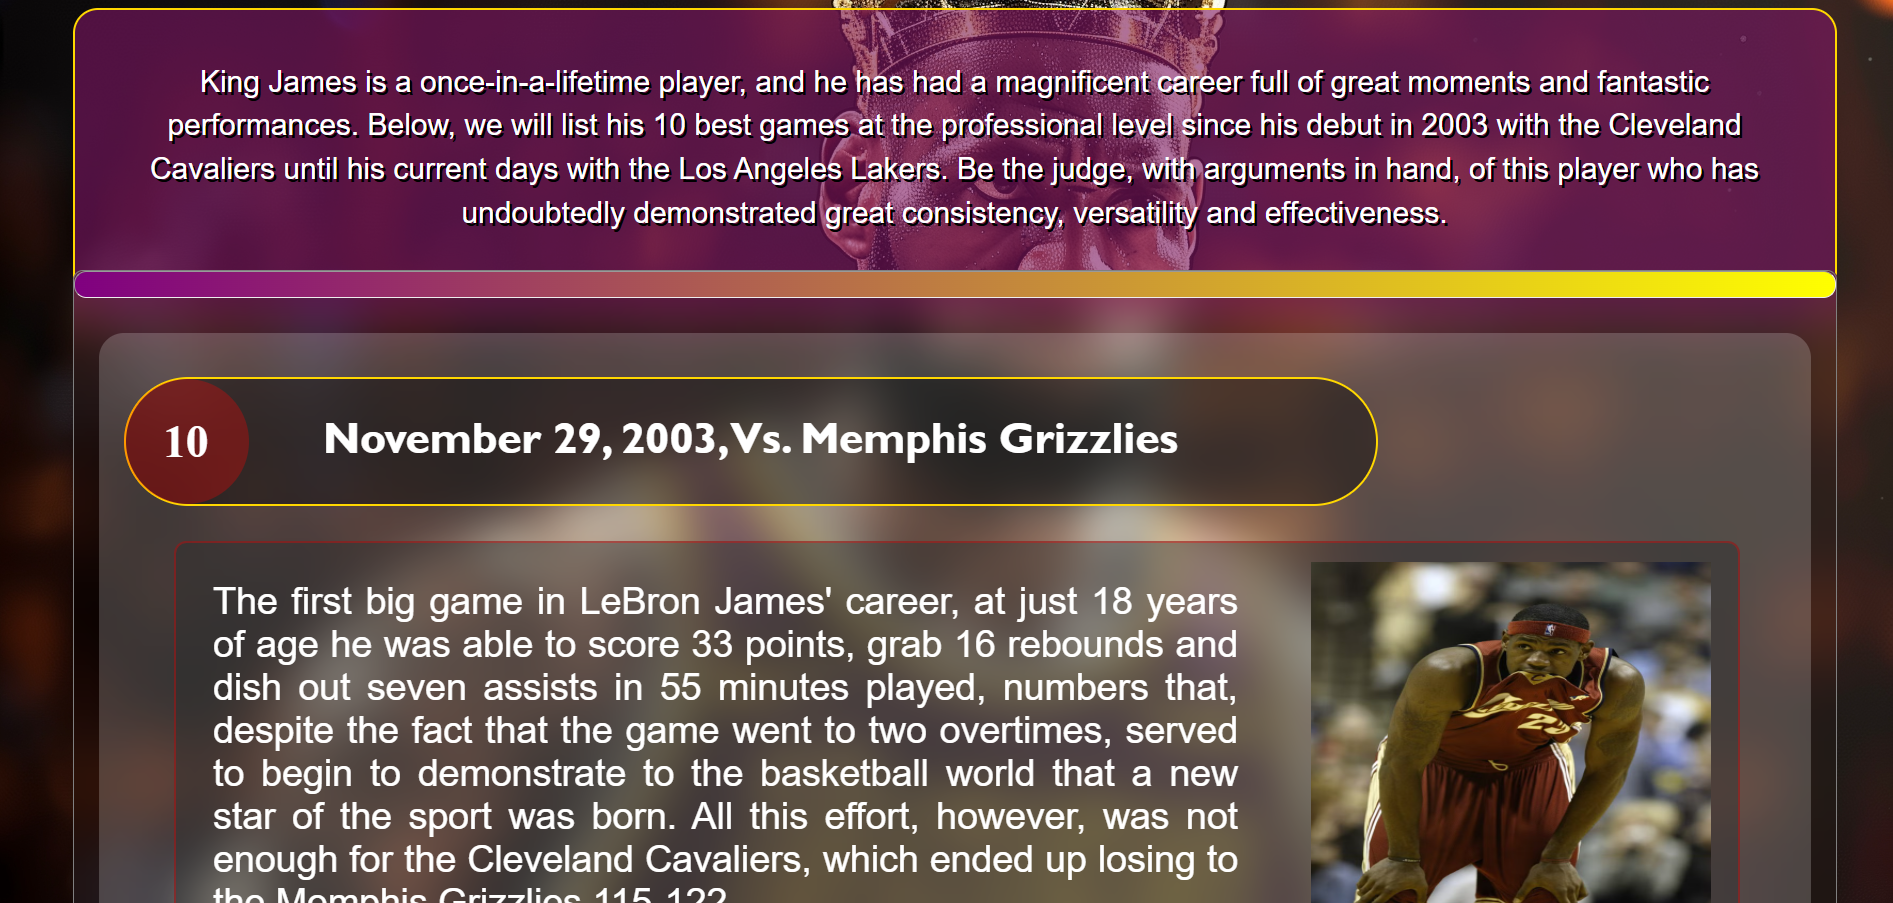 King James is a once-in-a-lifetime player, and he has had a magnificent career full of great moments and fantastic
performances. Below, we will list his 10 best games at the professional level since his debut in 2003 with the Cleveland
Cavaliers until his current days with the Los Angeles Lakers. Be the judge, with arguments in hand, of this player who has
undoubtedly demonstrated great consistency, versatility and effectiveness.
10
November 29, 2003,Vs. Memphis Grizzlies
The first big game in LeBron James' career, at just 18 years
of age he was able to score 33 points, grab 16 rebounds and
dish out seven assists in 55 minutes played, numbers that,
despite the fact that the game went to two overtimes, served
to begin to demonstrate to the basketball world that a new
star of the sport was born. All this effort, however, was not
enough for the Cleveland Cavaliers, which ended up losing to
the Memphis Grizzlies 115-122